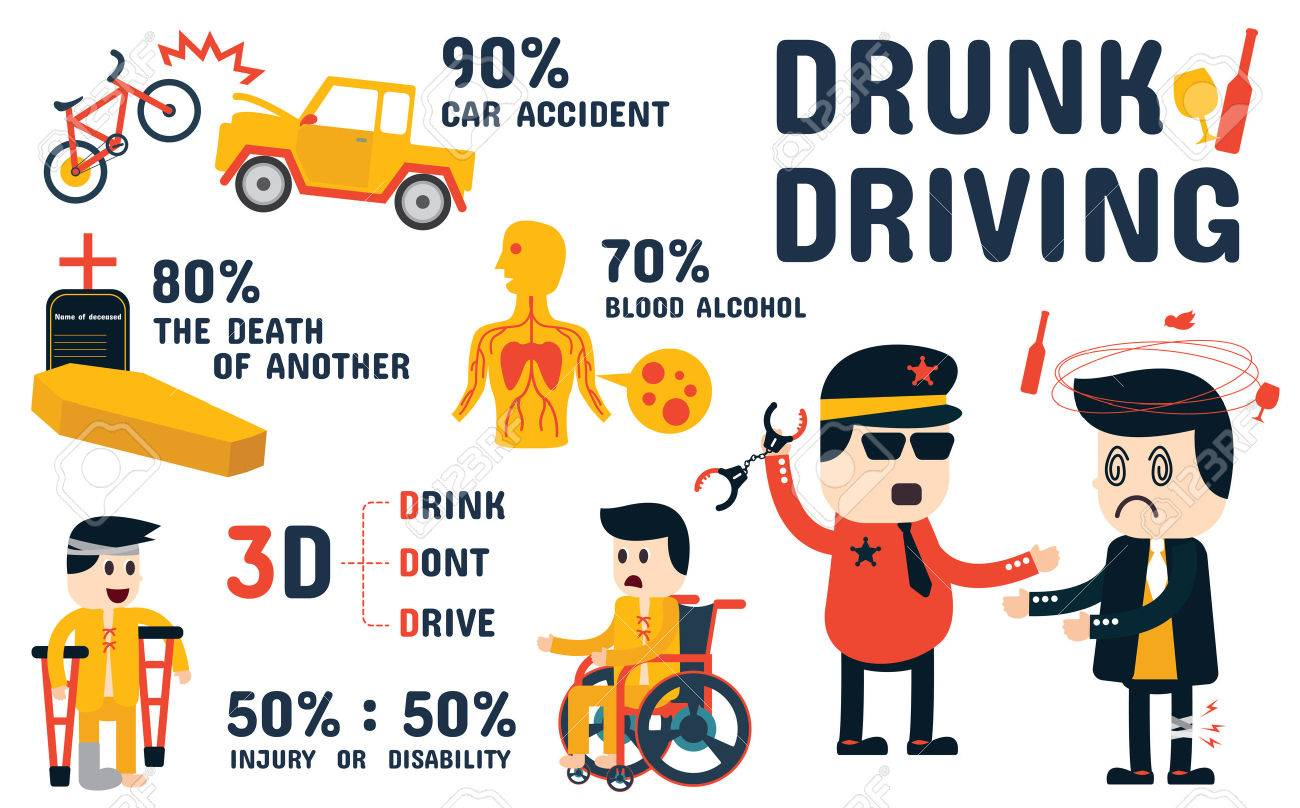 DRUNK
DRIVING
90%
CAR ACCIDENT
80%
THE DEATH
OF ANOTHER
Name of deceased
70%
BLOOD ALCOHOL
3D
DRINK
DONT
DRIVE
50% : 50%
INJURY OR DISABILITY
123RF